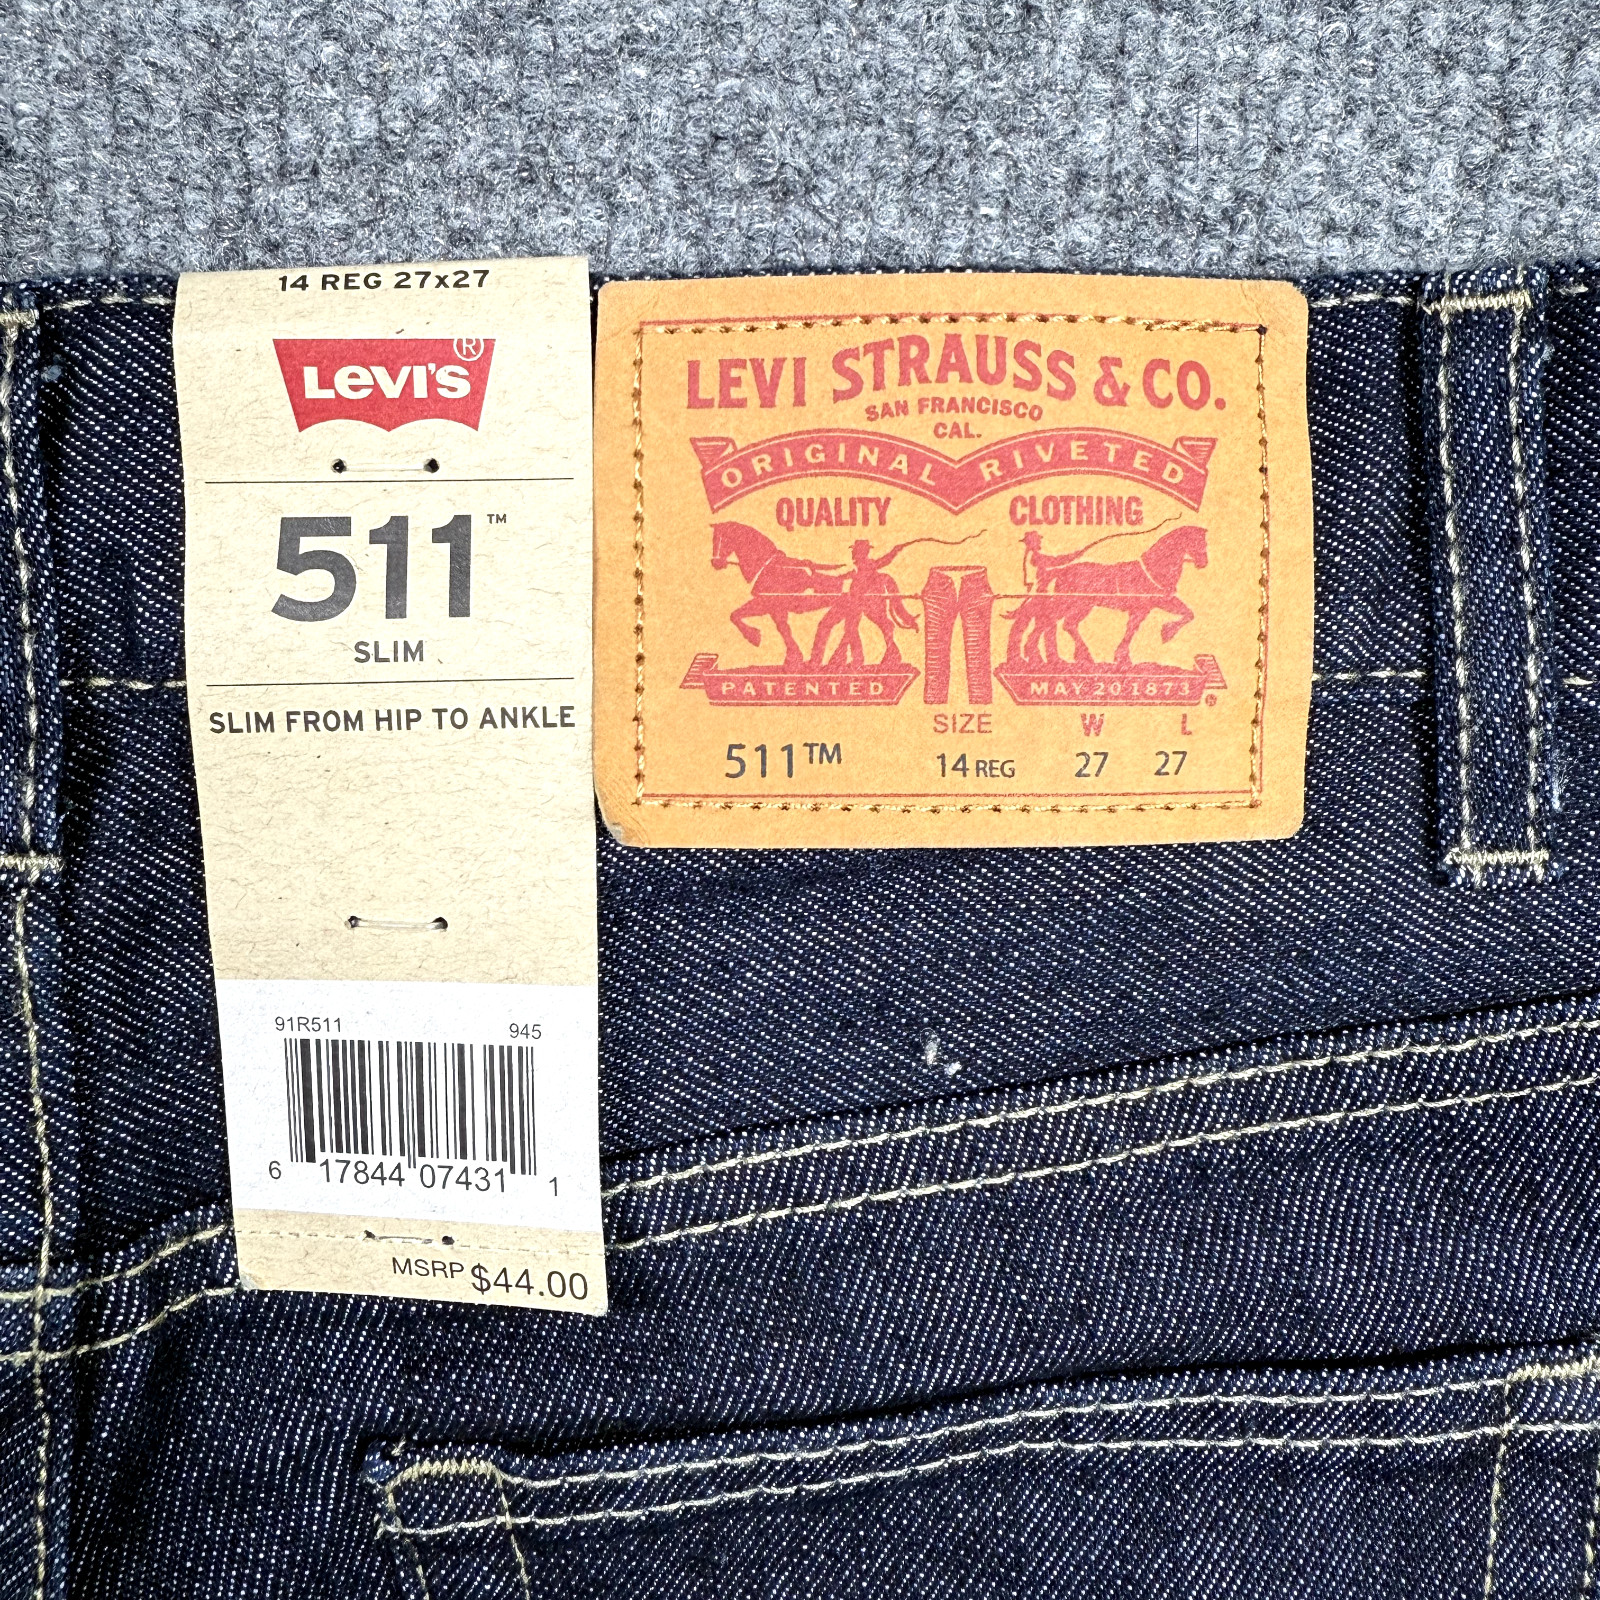 14 REG 27x27
LEVI'S®
511™
SLIM
SLIM FROM HIP TO ANKLE
91R511 945
6 17844 07431 1
MSRP $44.00
LEVI STRAUSS & CO.
SAN FRANCISCO
CAL.
ORIGINAL RIVETED
QUALITY CLOTHING
PATENTED MAY 20 1873 ®
SIZE W L
511™ 14 REG 27 27